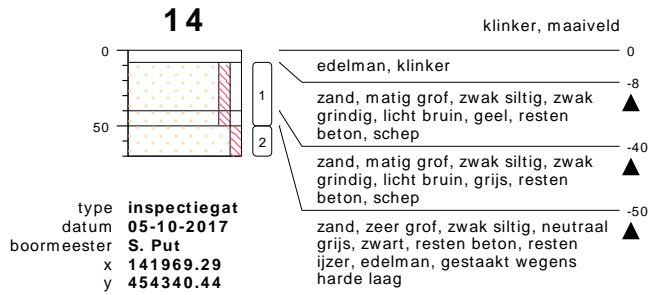 14
klinker, maaiveld
0
0
edelman, klinker
-8
zand, matig grof, zwak siltig, zwak
grindig, licht bruin, geel, resten
beton, schep
1
50
2
-40
zand, matig grof, zwak siltig, zwak
grindig, licht bruin, grijs, resten
beton, schep
-50
zand, zeer grof, zwak siltig, neutraal
grijs, zwart, resten beton, resten
ijzer, edelman, gestaakt wegens
harde laag
type inspectiegat
datum 05-10-2017
boormeester S. Put
x 141969.29
y 454340.44